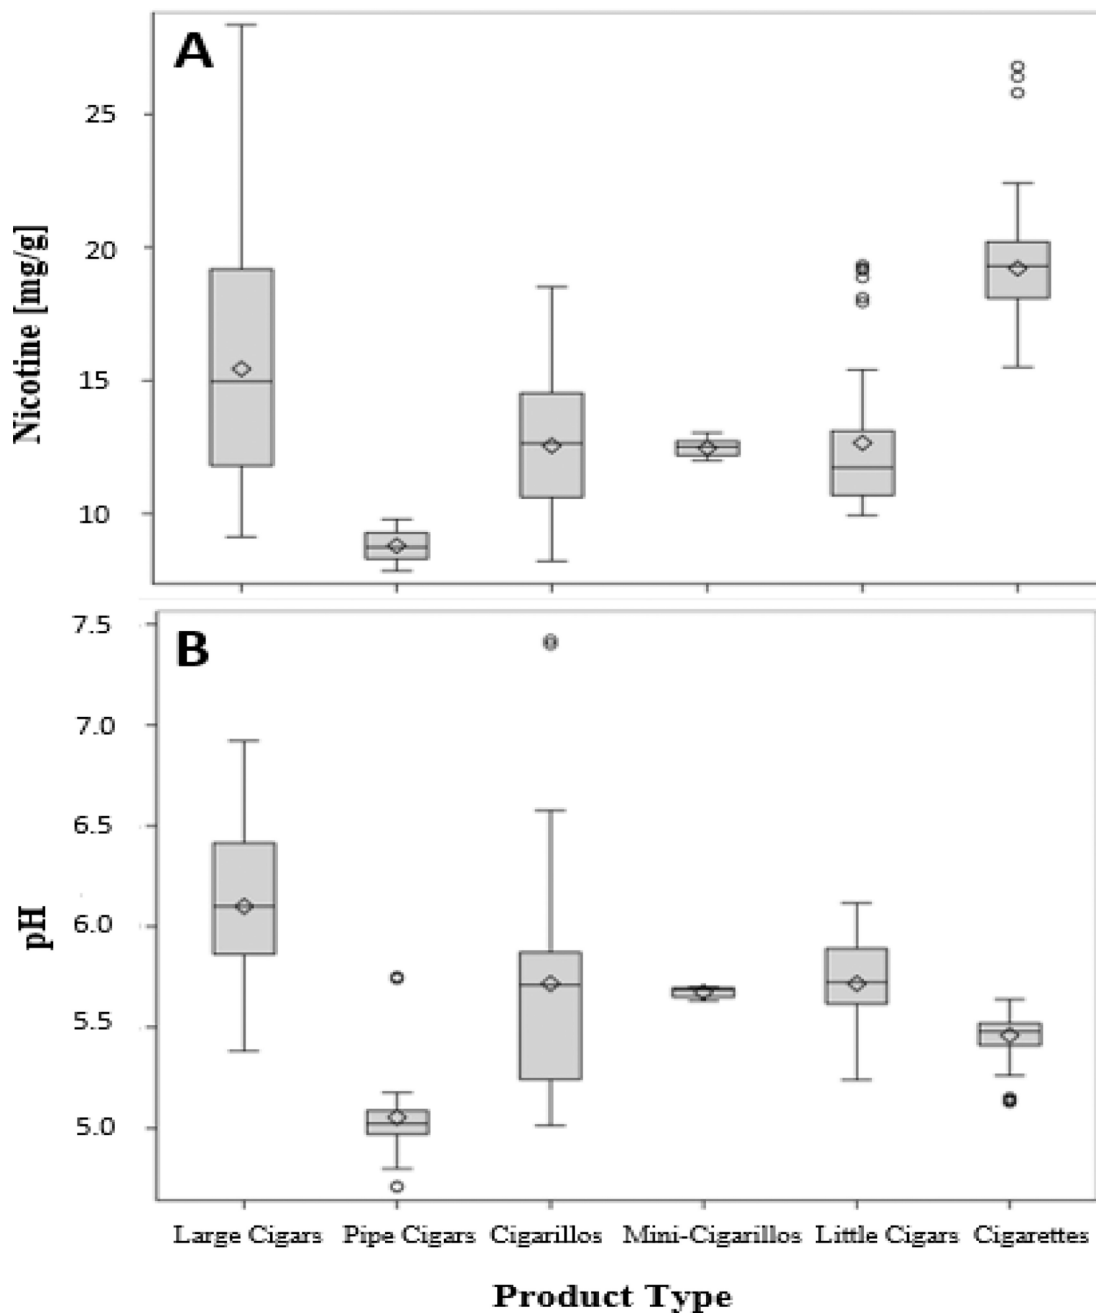 A
Nicotine [mg/g]
25
20
15
10
B
pH
7.5
7.0
6.5
6.0
5.5
5.0
Large Cigars Pipe Cigars Cigarillos Mini-Cigarillos Little Cigars Cigarettes
Product Type